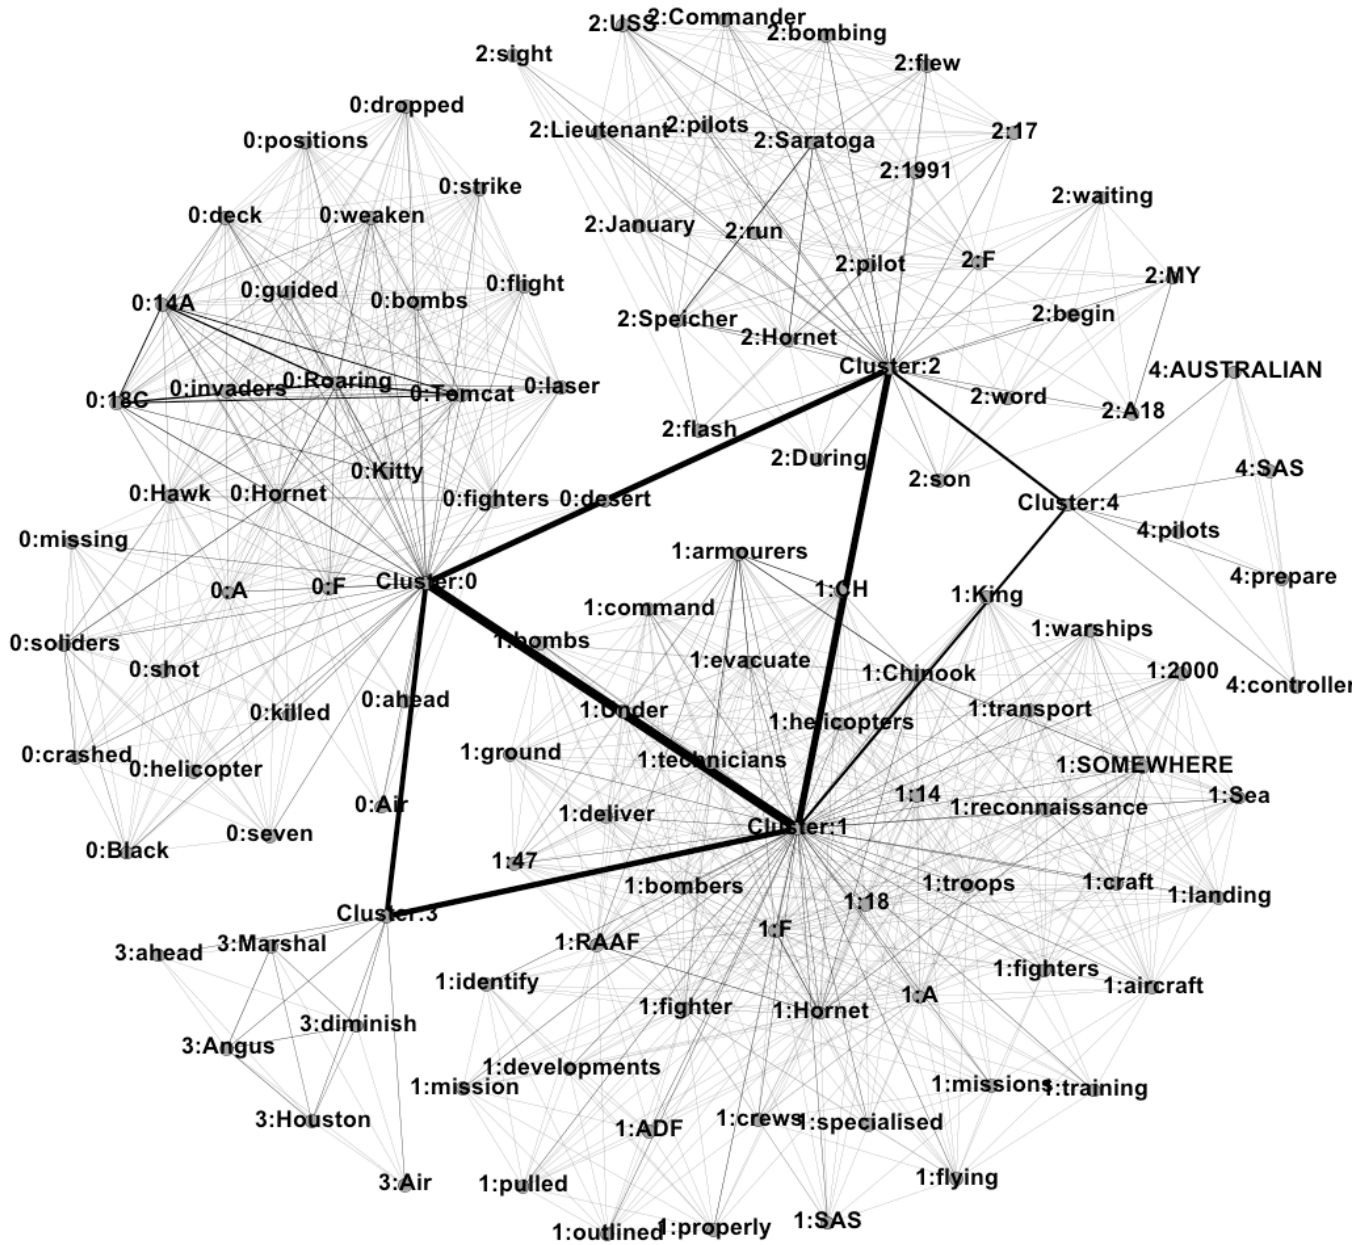 2:USS
2:Commander
2:bombing
2:sight
2:flew
0:dropped
0:positions
2:Lieutenant
2:pilots
2:Saratoga
2:17
2:1991
0:strike
2:waiting
0:deck
0:weaken
2:January
2:run
2:pilot
2:F
2:MY
0:14A
0:guided
0:bombs
0:flight
2:Speicher
2:Hornet
2:begin
Cluster:2
4:AUSTRALIAN
0:18C
0:invaders
0:Roaring
0:Tomcat
0:laser
2:word
2:A18
2:flash
2:During
2:son
4:SAS
0:Kitty
0:Hawk
0:Hornet
0:fighters
0:desert
Cluster:4
4:pilots
0:missing
1:armourers
4:prepare
0:A
0:F
Cluster:0
1:CH
1:King
1:command
0:soliders
1:bombs
1:warships
0:shot
1:evacuate
1:Chinook
1:2000
4:controller
0:killed
0:ahead
1:Under
1:helicopters
1:transport
0:crashed
0:helicopter
1:ground
1:technicians
1:SOMEWHERE
0:Air
1:14
1:reconnaissance
1:Sea
0:Black
0:seven
1:deliver
Cluster:1
1:47
1:bombers
1:18
1:troops
1:craft
1:landing
Cluster:3
3:ahead
3:Marshal
1:RAAF
1:F
1:identify
1:fighters
1:aircraft
3:diminish
1:fighter
1:Hornet
1:A
3:Angus
1:developments
1:mission
1:missions
1:training
3:Houston
1:ADF
1:crews
1:specialised
3:Air
1:pulled
1:flying
1:outlined
1:properly
1:SAS